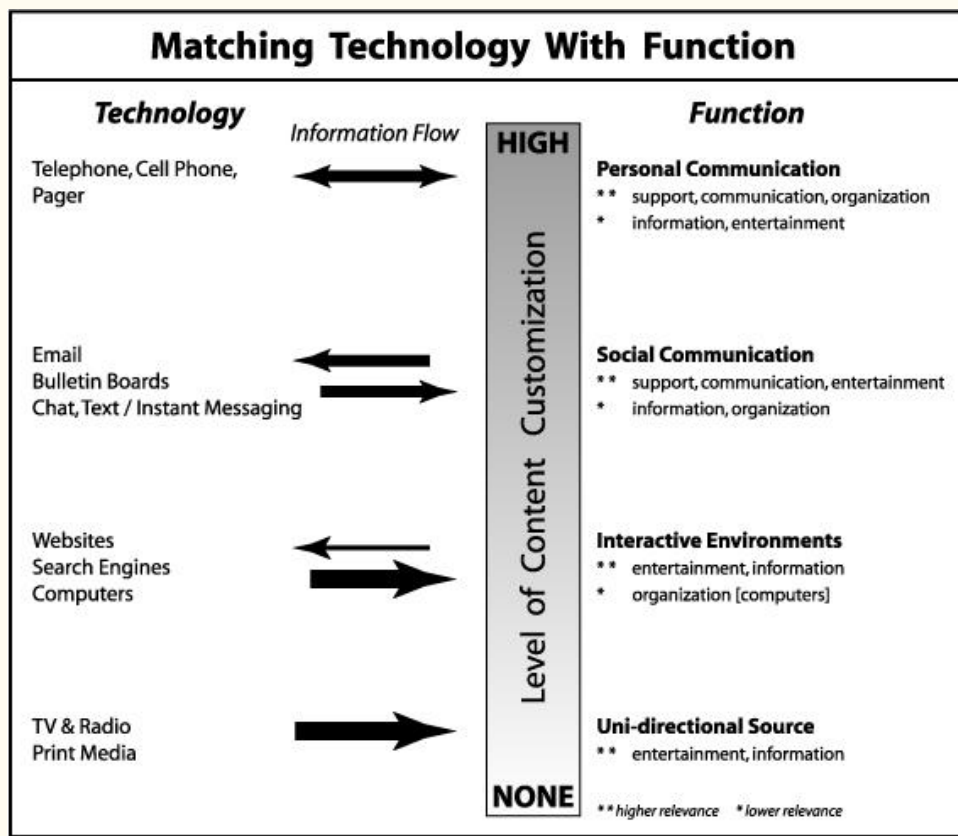 Matching Technology With Function
Technology
Information Flow
Function
HIGH
Level of Content Customization
NONE
Telephone, Cell Phone,
Pager
Personal Communication
** support, communication, organization
* information, entertainment
Email
Bulletin Boards
Chat, Text / Instant Messaging
Social Communication
** support, communication, entertainment
* information, organization
Websites
Search Engines
Computers
Interactive Environments
** entertainment, information
* organization [computers]
TV & Radio
Print Media
Uni-directional Source
** entertainment, information
** higher relevance * lower relevance